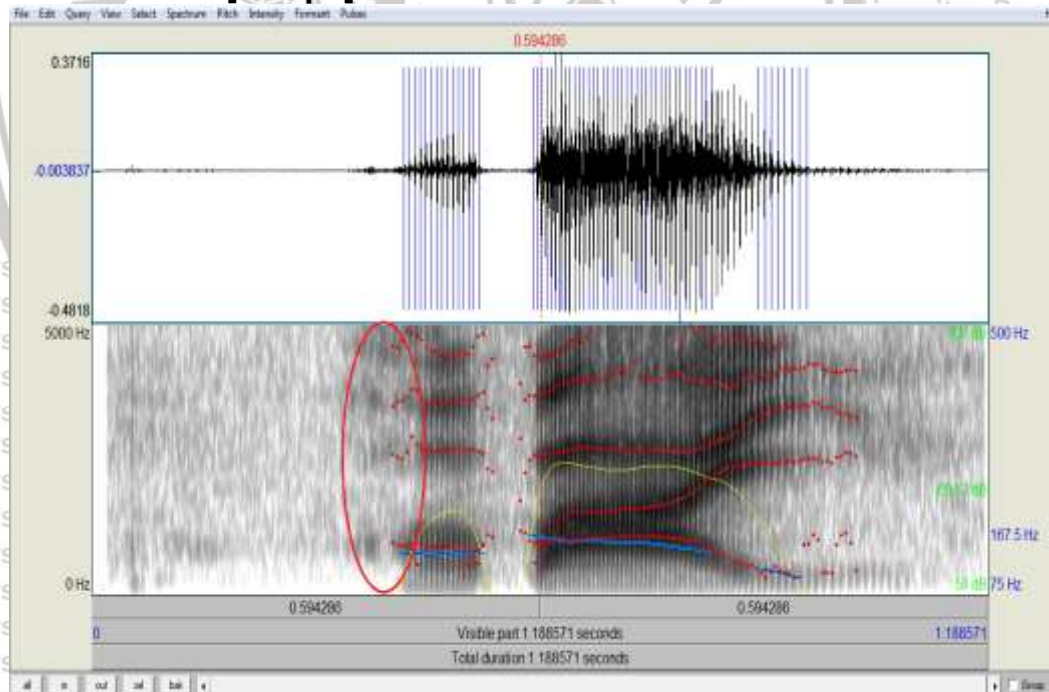 File Edit Query View Select Spectrum Pitch Intensity Formant Pulses
0.594286
0.3716
-0.003837
-0.4818
5000 Hz
500 Hz
167.5 Hz
0 Hz
75 Hz
0.594286 0.594286
0 Visible part 1.188571 seconds 1.188571
Total duration 1.188571 seconds
all in out sel bak